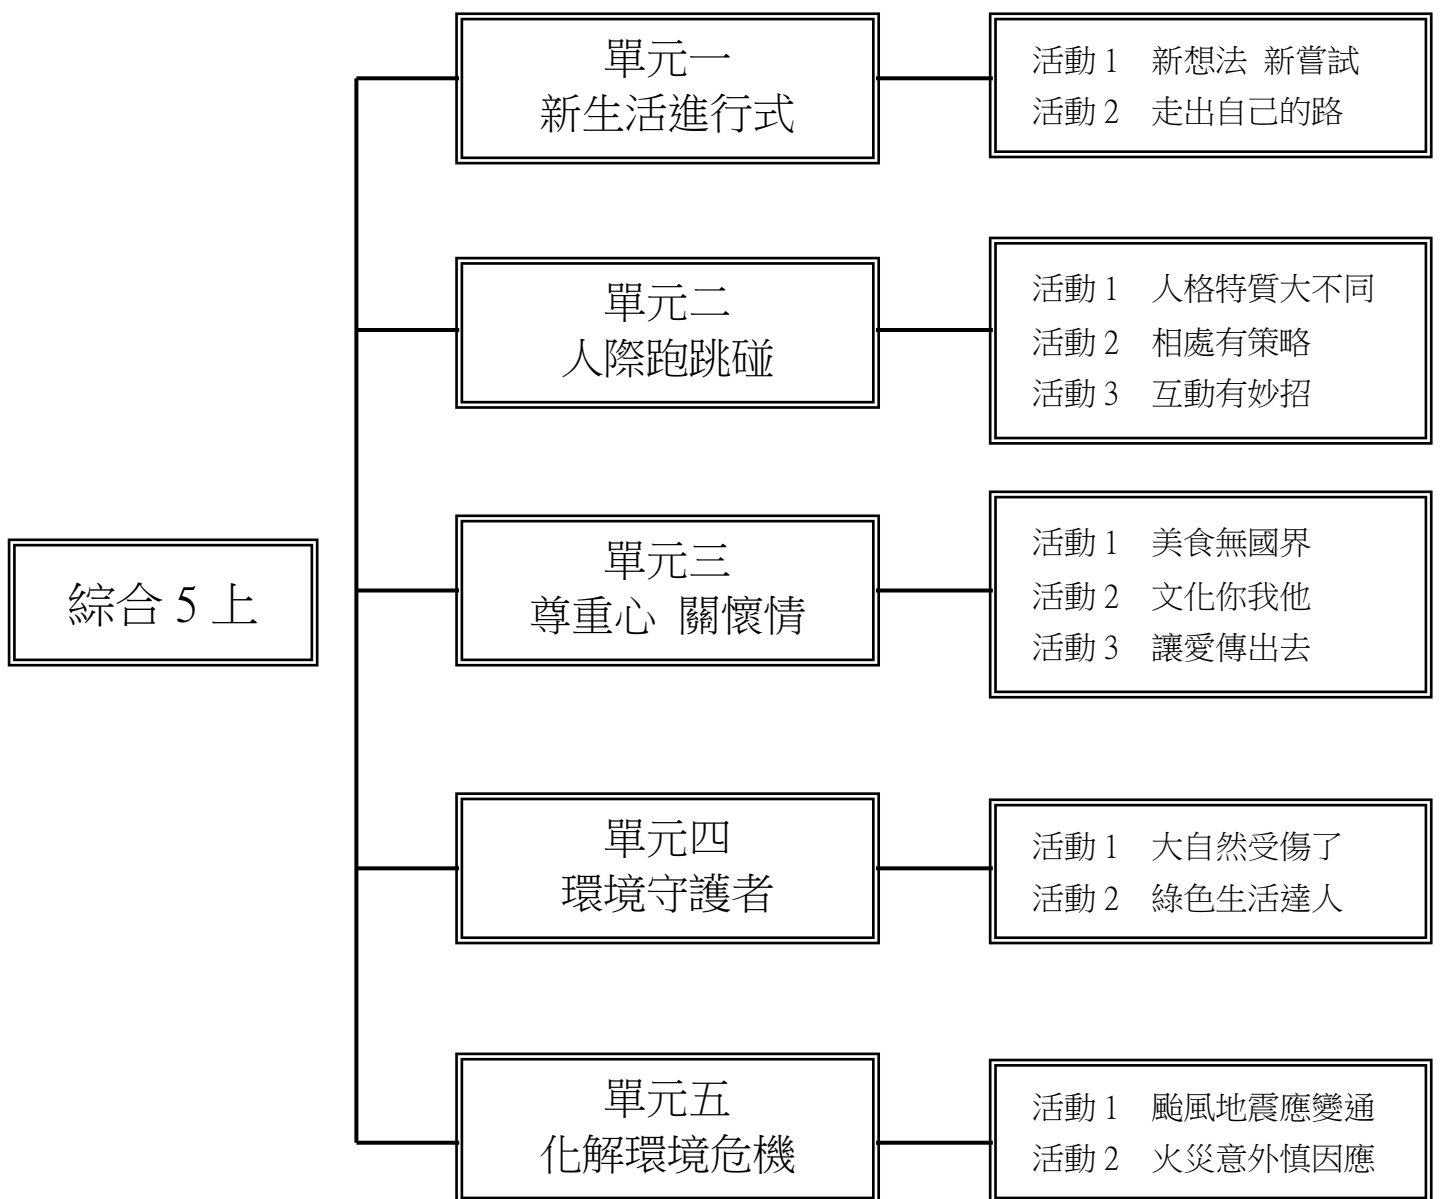 綜合 5 上
單元一
新生活進行式
活動 1 新想法 新嘗試
活動 2 走出自己的路
單元二
人際跑跳碰
活動 1 人格特質大不同
活動 2 相處有策略
活動 3 互動有妙招
單元三
尊重心 關懷情
活動 1 美食無國界
活動 2 文化你我他
活動 3 讓愛傳出去
單元四
環境守護者
活動 1 大自然受傷了
活動 2 綠色生活達人
單元五
化解環境危機
活動 1 颱風地震應變通
活動 2 火災意外慎因應